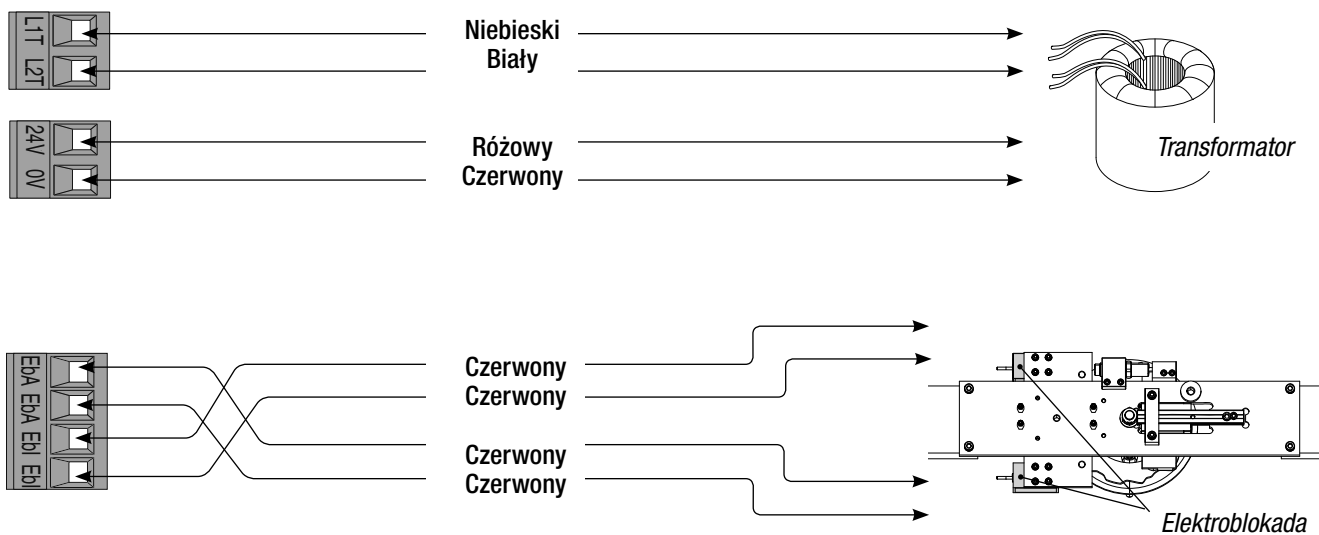 L1T
L2T
Niebieski
Biały
24V
0V
Różowy
Czerwony
Transformator
EbA
EbA
EbI
EbI
Czerwony
Czerwony
Czerwony
Czerwony
Elektroblokada